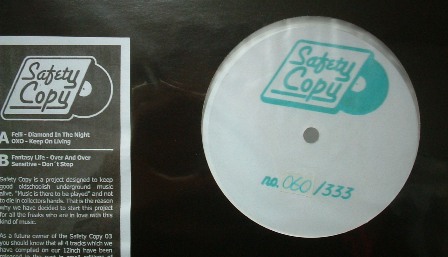 Safety
Copy
A Felli - Diamond In The Night
OXO - Keep On Living
B Fantasy Life - Over And Over
Sensitive - Don´t Stop
Safety Copy is a project designed to keep
good oldschoolish underground music
alive. "Music is there to be played" and not
to die in collectors hands. That is the reason
why we have decided to start this project
for all the freaks who are in love with this
kind of music.
As a future owner of the Safety Copy 03
you should know that all 4 tracks which we
have compiled on our 12inch have been
Safety
Copy
no. 060 /333